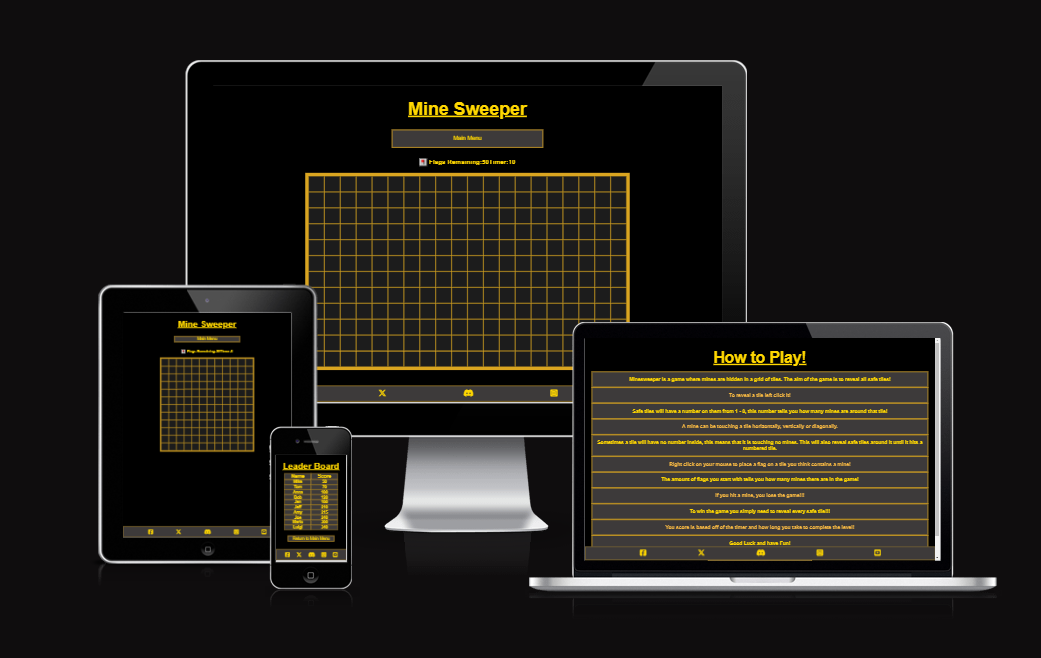 Mine Sweeper
Main Menu
Flags Remaining:50Timer:10
Mine Sweeper
Main Menu
Leader Board
Name Score
Return to Main Menu
How to Play!
Minesweeper is a game where mines are hidden in a grid of tiles. The aim of the game is to reveal all safe tiles!
To reveal a tile left click it!
Safe tiles will have a number on them from 1 - 8, this number tells you how many mines are around that tile!
A mine can be touching a tile horizontally, vertically or diagonally.
Sometimes a tile will have no number inside, this means that it is touching no mines. This will also reveal safe tiles around it until it hits a
numbered tile.
Right click on your mouse to place a flag on a tile you think contains a mine!
The amount of flags you start with tells you how many mines there are in the game!
If you hit a mine, you lose the game!!!
To win the game you simply need to reveal every safe tile!!!
You score is based off of the timer and how long you take to complete the level!
Good Luck and have Fun!